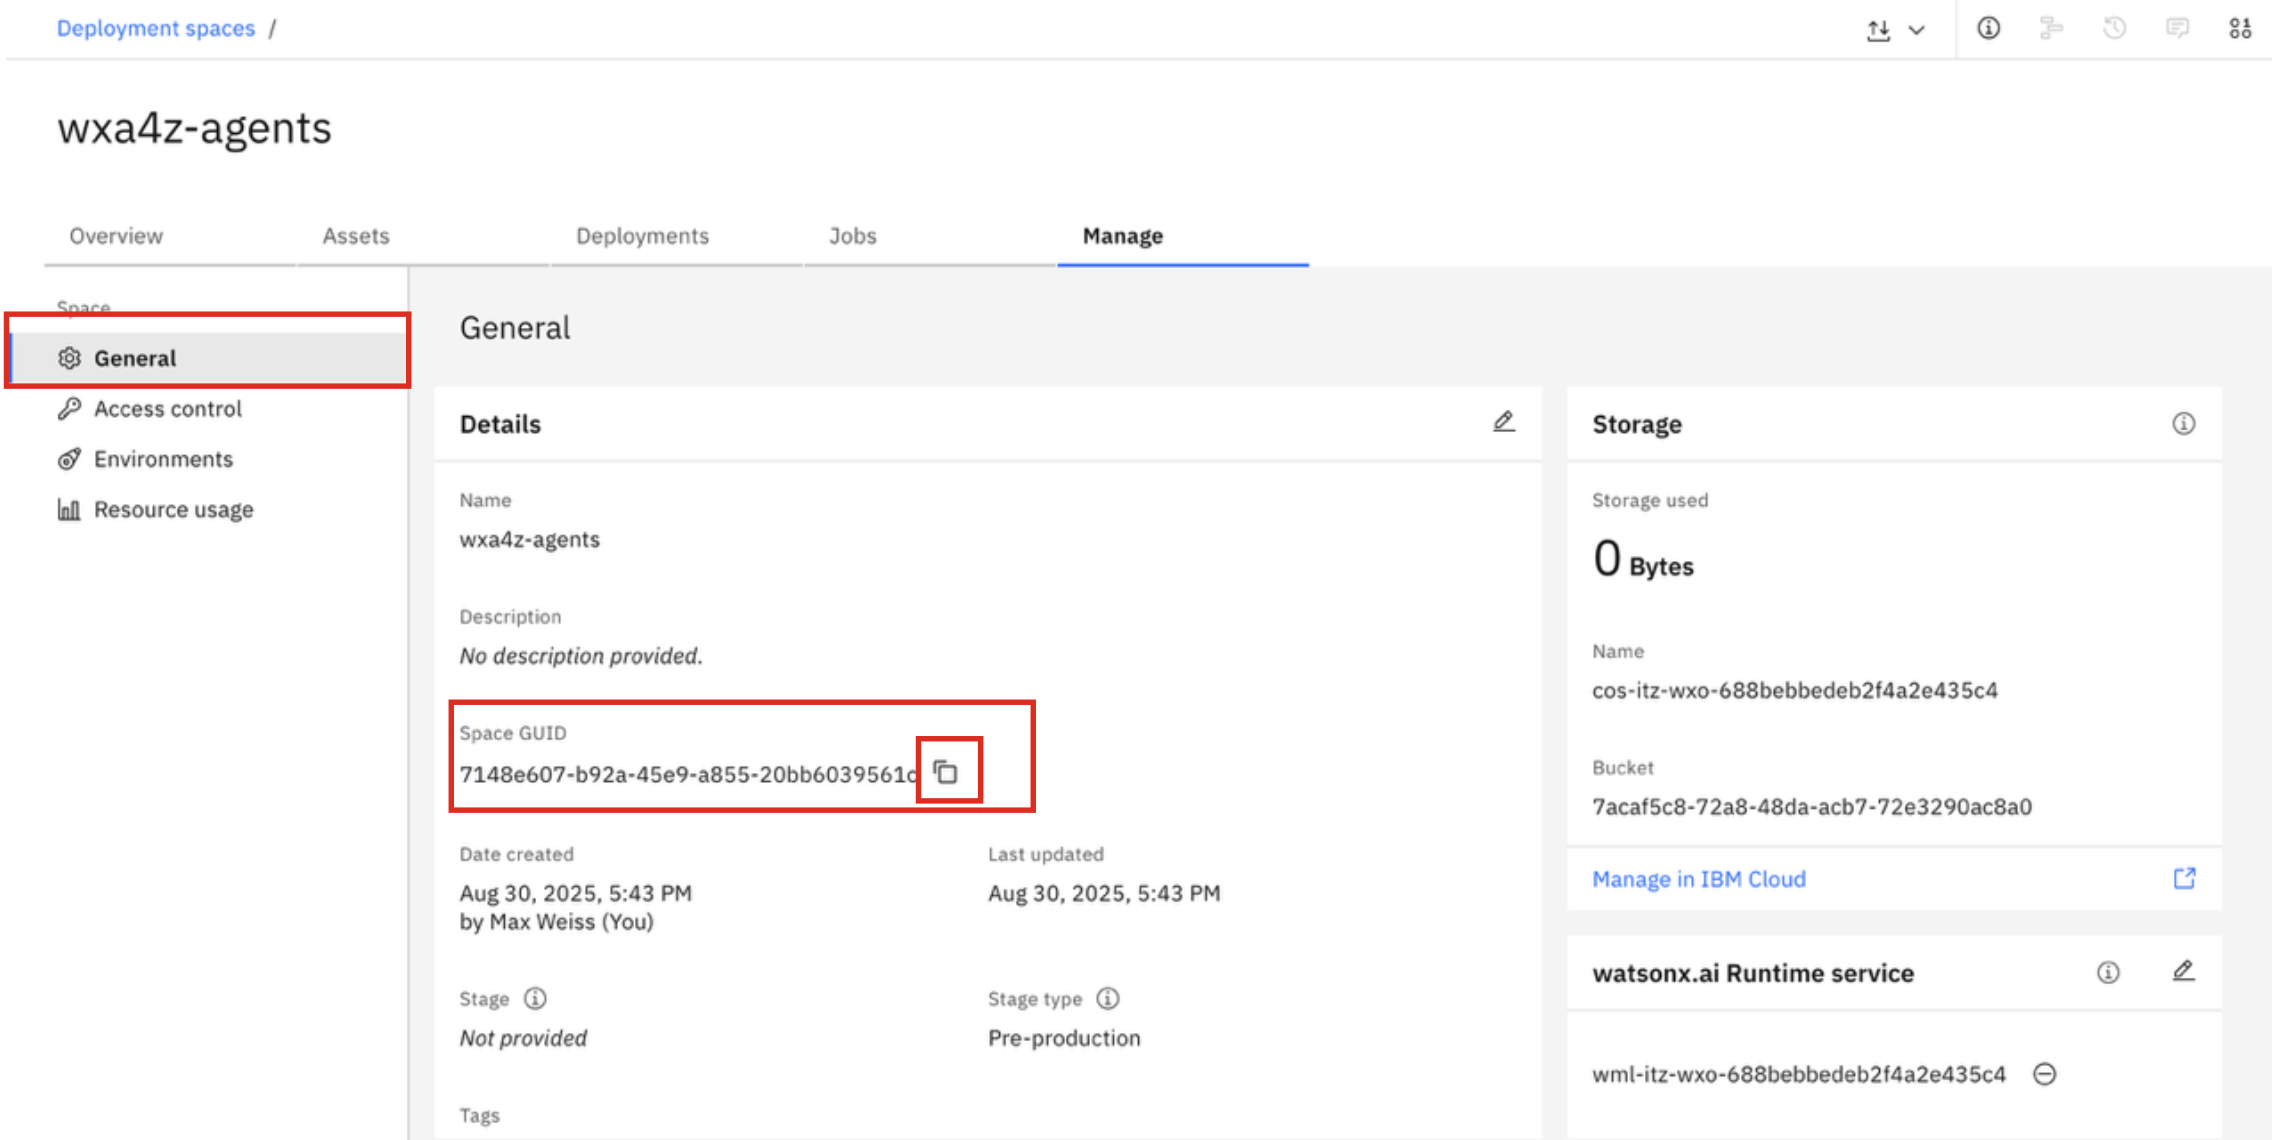 Deployment spaces /
wxa4z-agents
Overview
Assets
Deployments
Jobs
Manage
Space
General
Access control
Environments
Resource usage
General
Details
Name
wxa4z-agents
Description
No description provided.
Space GUID
7148e607-b92a-45e9-a855-20bb6039561c
Date created
Aug 30, 2025, 5:43 PM
by Max Weiss (You)
Last updated
Aug 30, 2025, 5:43 PM
Stage
Not provided
Stage type
Pre-production
Tags
Storage
Storage used
0 Bytes
Name
cos-itz-wxo-688bebbedeb2f4a2e435c4
Bucket
7acaf5c8-72a8-48da-acb7-72e3290ac8a0
Manage in IBM Cloud
watsonx.ai Runtime service
wml-itz-wxo-688bebbedeb2f4a2e435c4